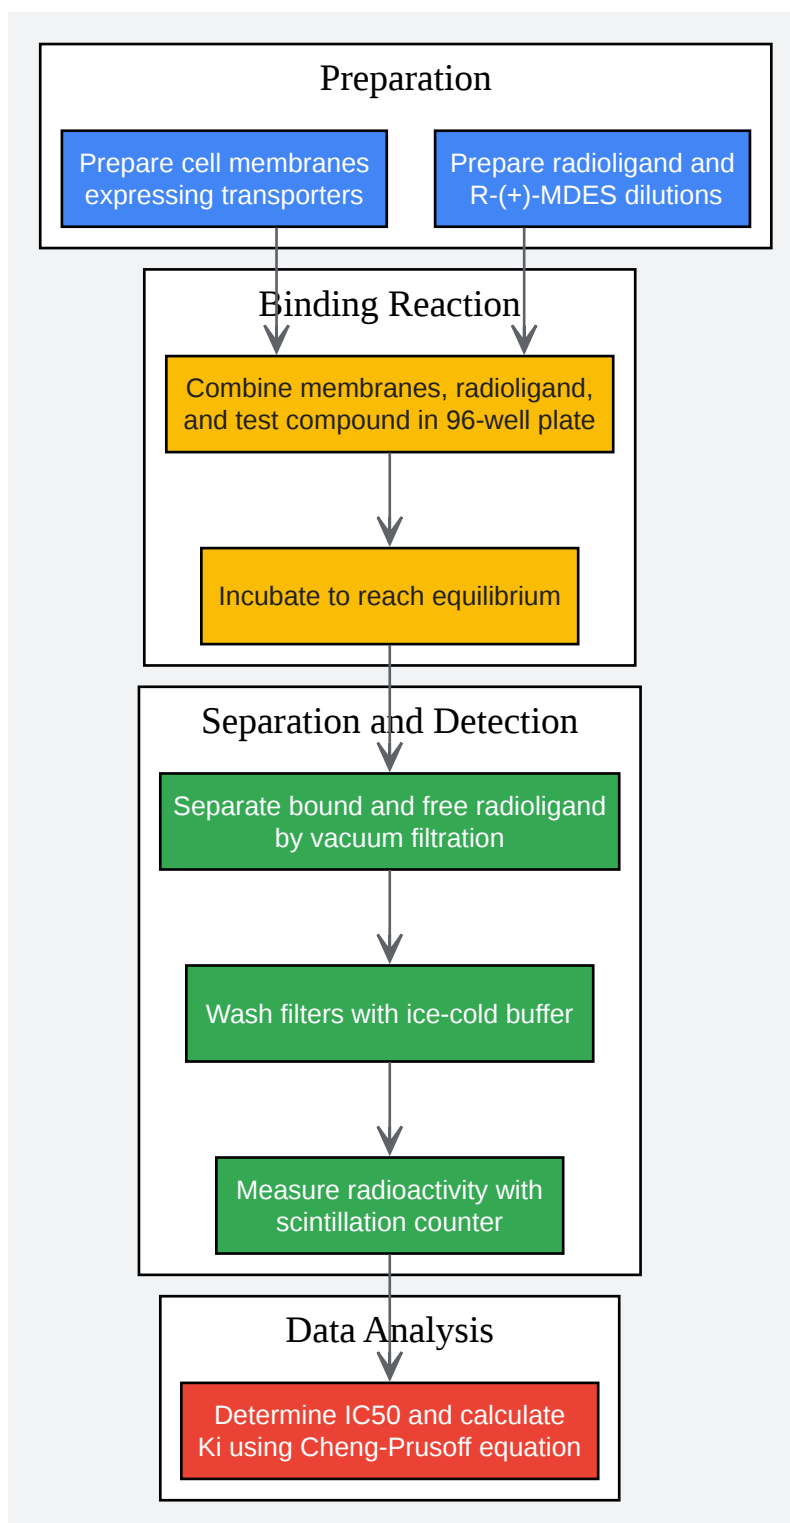 Preparation
Prepare cell membranes
expressing transporters
Prepare radioligand and
R-(+)-MDES dilutions
Binding Reaction
Combine membranes, radioligand,
and test compound in 96-well plate
Incubate to reach equilibrium
Separation and Detection
Separate bound and free radioligand
by vacuum filtration
Wash filters with ice-cold buffer
Measure radioactivity with
scintillation counter
Data Analysis
Determine IC50 and calculate
Ki using Cheng-Prusoff equation